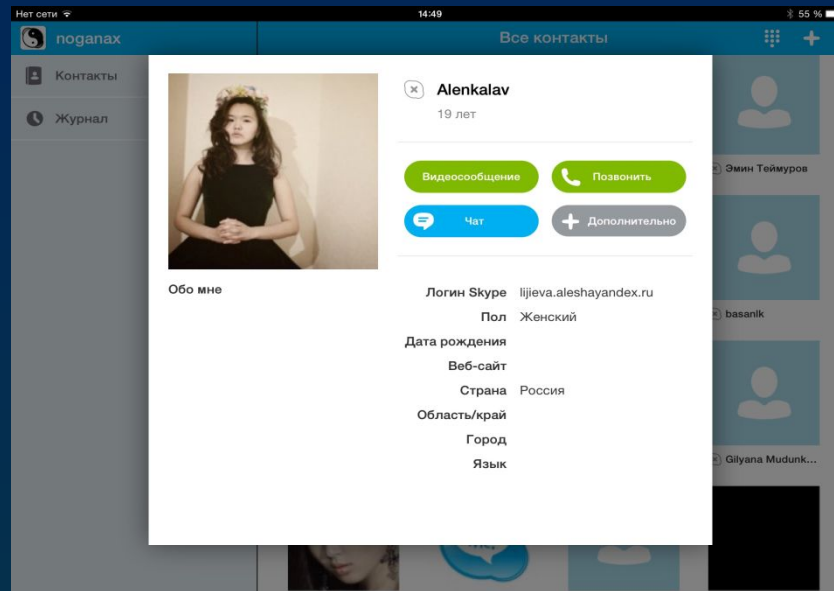 Нет сети 14:49 55 %
noganax Все контакты
Контакты
Журнал
Alenkalav
19 лет
Видеосообщение Позвонить
Чат Дополнительно
Обо мне
Логин Skype lijieva.aleshayandex.ru
Пол Женский
Дата рождения
Веб-сайт
Страна Россия
Область/край
Город
Язык
Эмин Теймуров
basanik
Gilyana Mudunk...